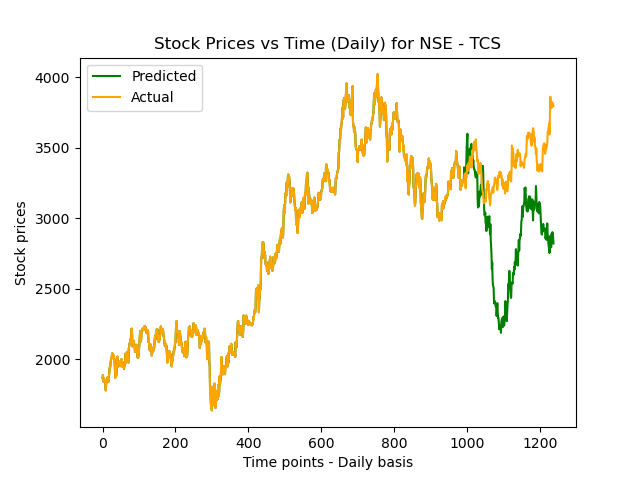 Stock Prices vs Time (Daily) for NSE - TCS
Predicted
Actual
4000
3500
3000
2500
2000
Stock prices
0 200 400 600 800 1000 1200
Time points - Daily basis